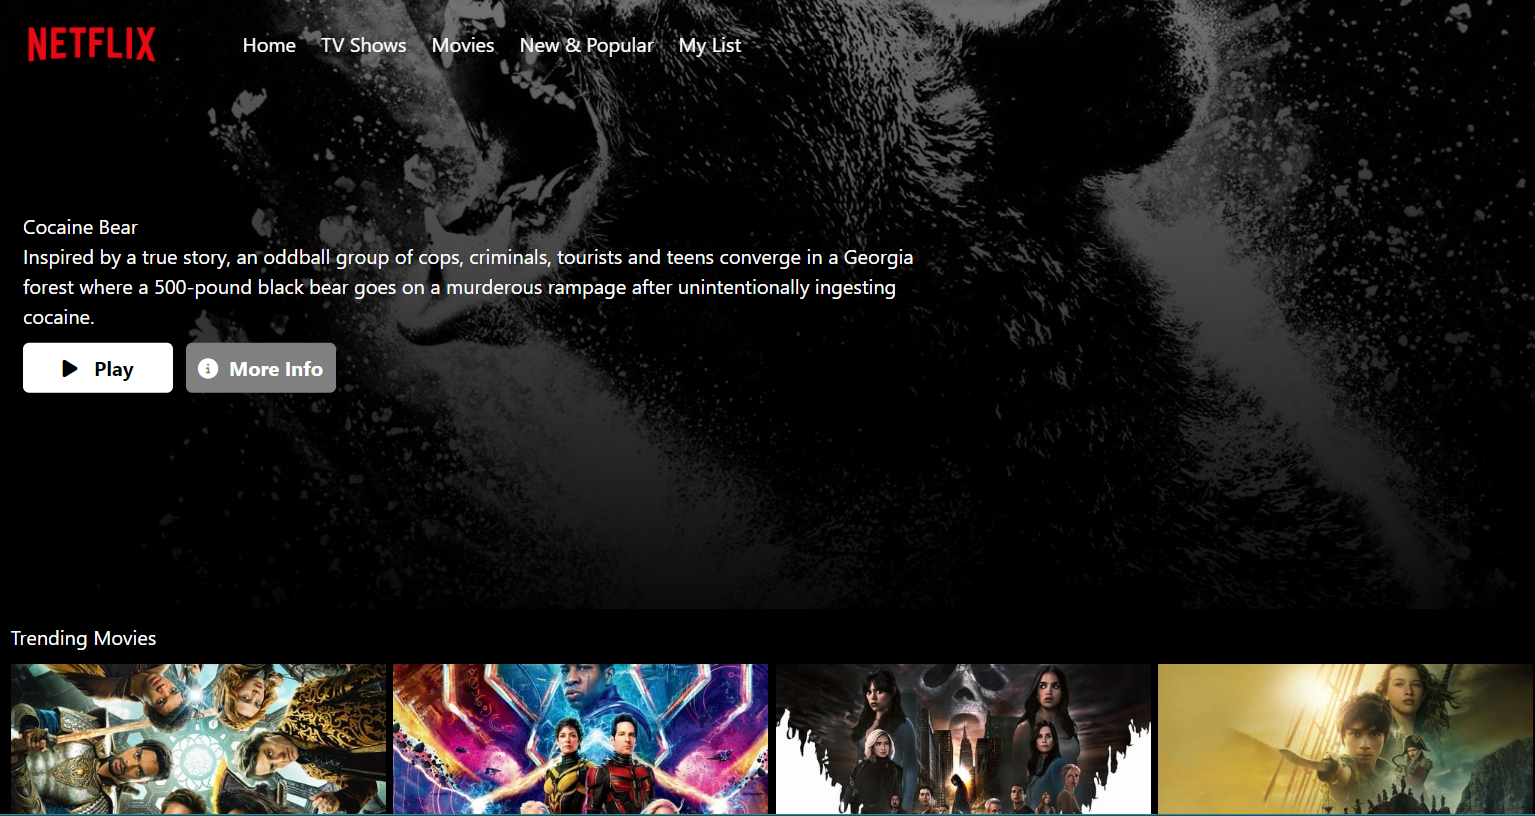 NETFLIX
Home TV Shows Movies New & Popular My List
Cocaine Bear
Inspired by a true story, an oddball group of cops, criminals, tourists and teens converge in a Georgia
forest where a 500-pound black bear goes on a murderous rampage after unintentionally ingesting
cocaine.
Play More Info
Trending Movies